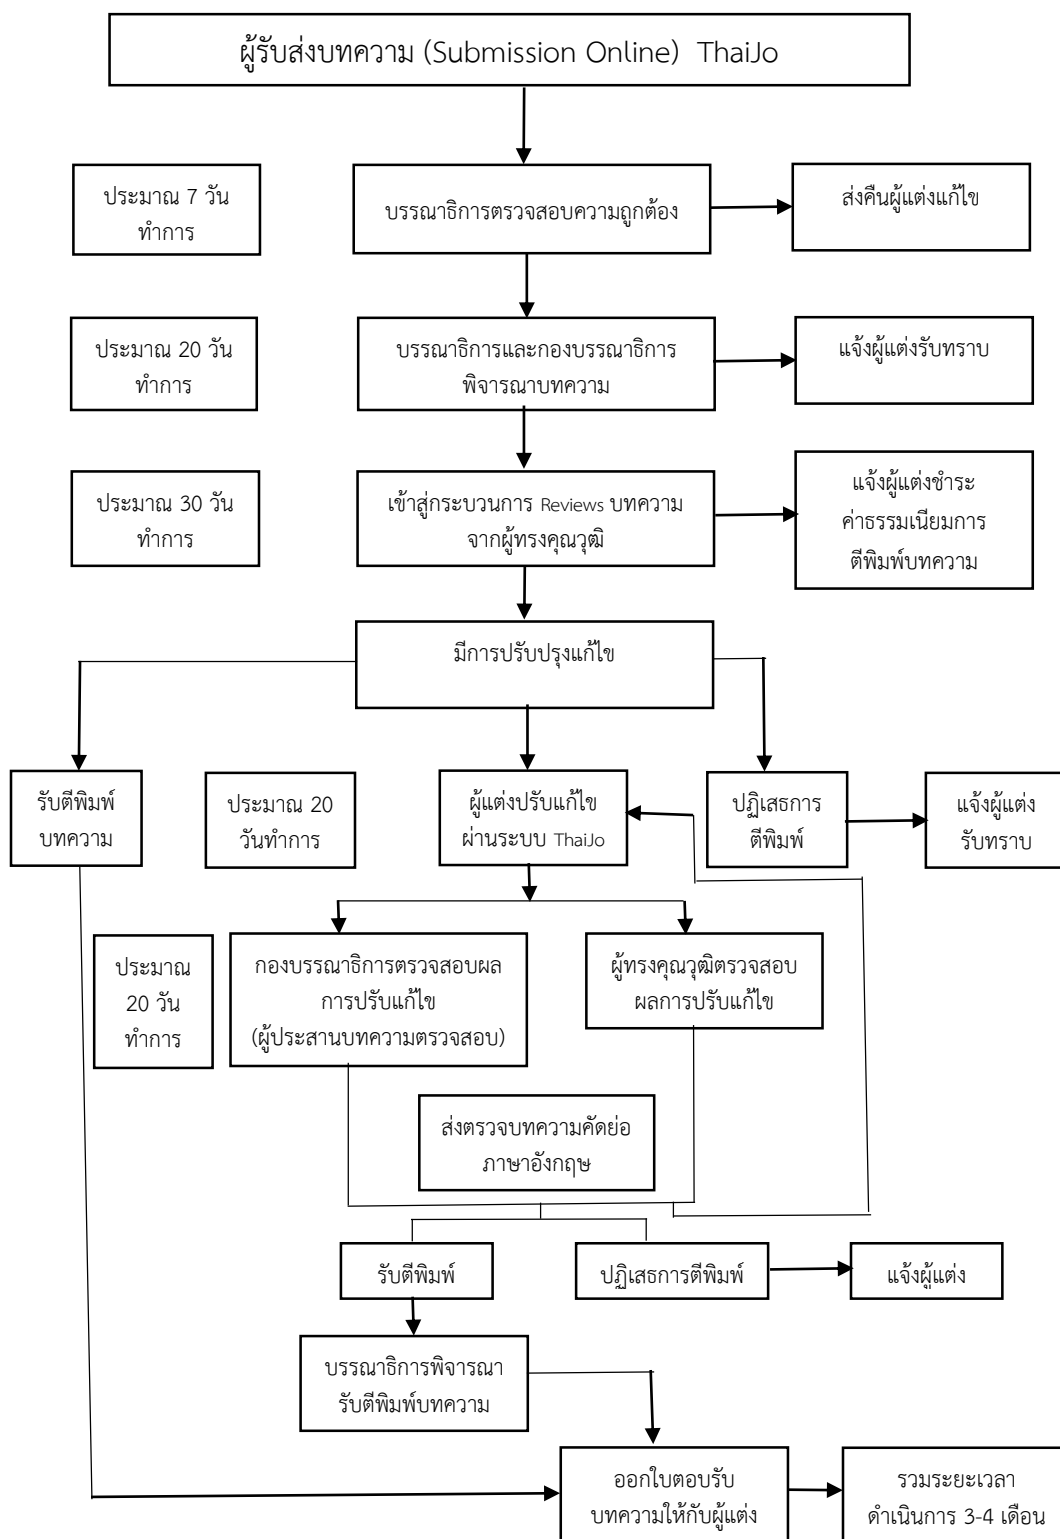 ผู้รับส่งบทความ (Submission Online)  ThaiJo
ประมาณ 7 วัน
ทำการ
บรรณาธิการตรวจสอบความถูกต้อง
ส่งคืนผู้แต่งแก้ไข
ประมาณ 20 วัน
ทำการ
บรรณาธิการและกองบรรณาธิการ
พิจารณาบทความ
แจ้งผู้แต่งรับทราบ
ประมาณ 30 วัน
ทำการ
เข้าสู่กระบวนการ Reviews บทความ
จากผู้ทรงคุณวุฒิ
แจ้งผู้แต่งชำระ
ค่าธรรมเนียมการ
ตีพิมพ์บทความ
มีการปรับปรุงแก้ไข
รับตีพิมพ์
บทความ
ประมาณ 20
วันทำการ
ผู้แต่งปรับแก้ไข
ผ่านระบบ ThaiJo
ปฏิเสธการ
ตีพิมพ์
แจ้งผู้แต่ง
รับทราบ
ประมาณ
20 วัน
ทำการ
กองบรรณาธิการตรวจสอบผล
การปรับแก้ไข
(ผู้ประสานบทความตรวจสอบ)
ผู้ทรงคุณวุฒิตรวจสอบ
ผลการปรับแก้ไข
ส่งตรวจบทความคัดย่อ
ภาษาอังกฤษ
รับตีพิมพ์
ปฏิเสธการตีพิมพ์
แจ้งผู้แต่ง
บรรณาธิการพิจารณา
รับตีพิมพ์บทความ
ออกใบตอบรับ
บทความให้กับผู้แต่ง
รวมระยะเวลา
ดำเนินการ 3-4 เดือน